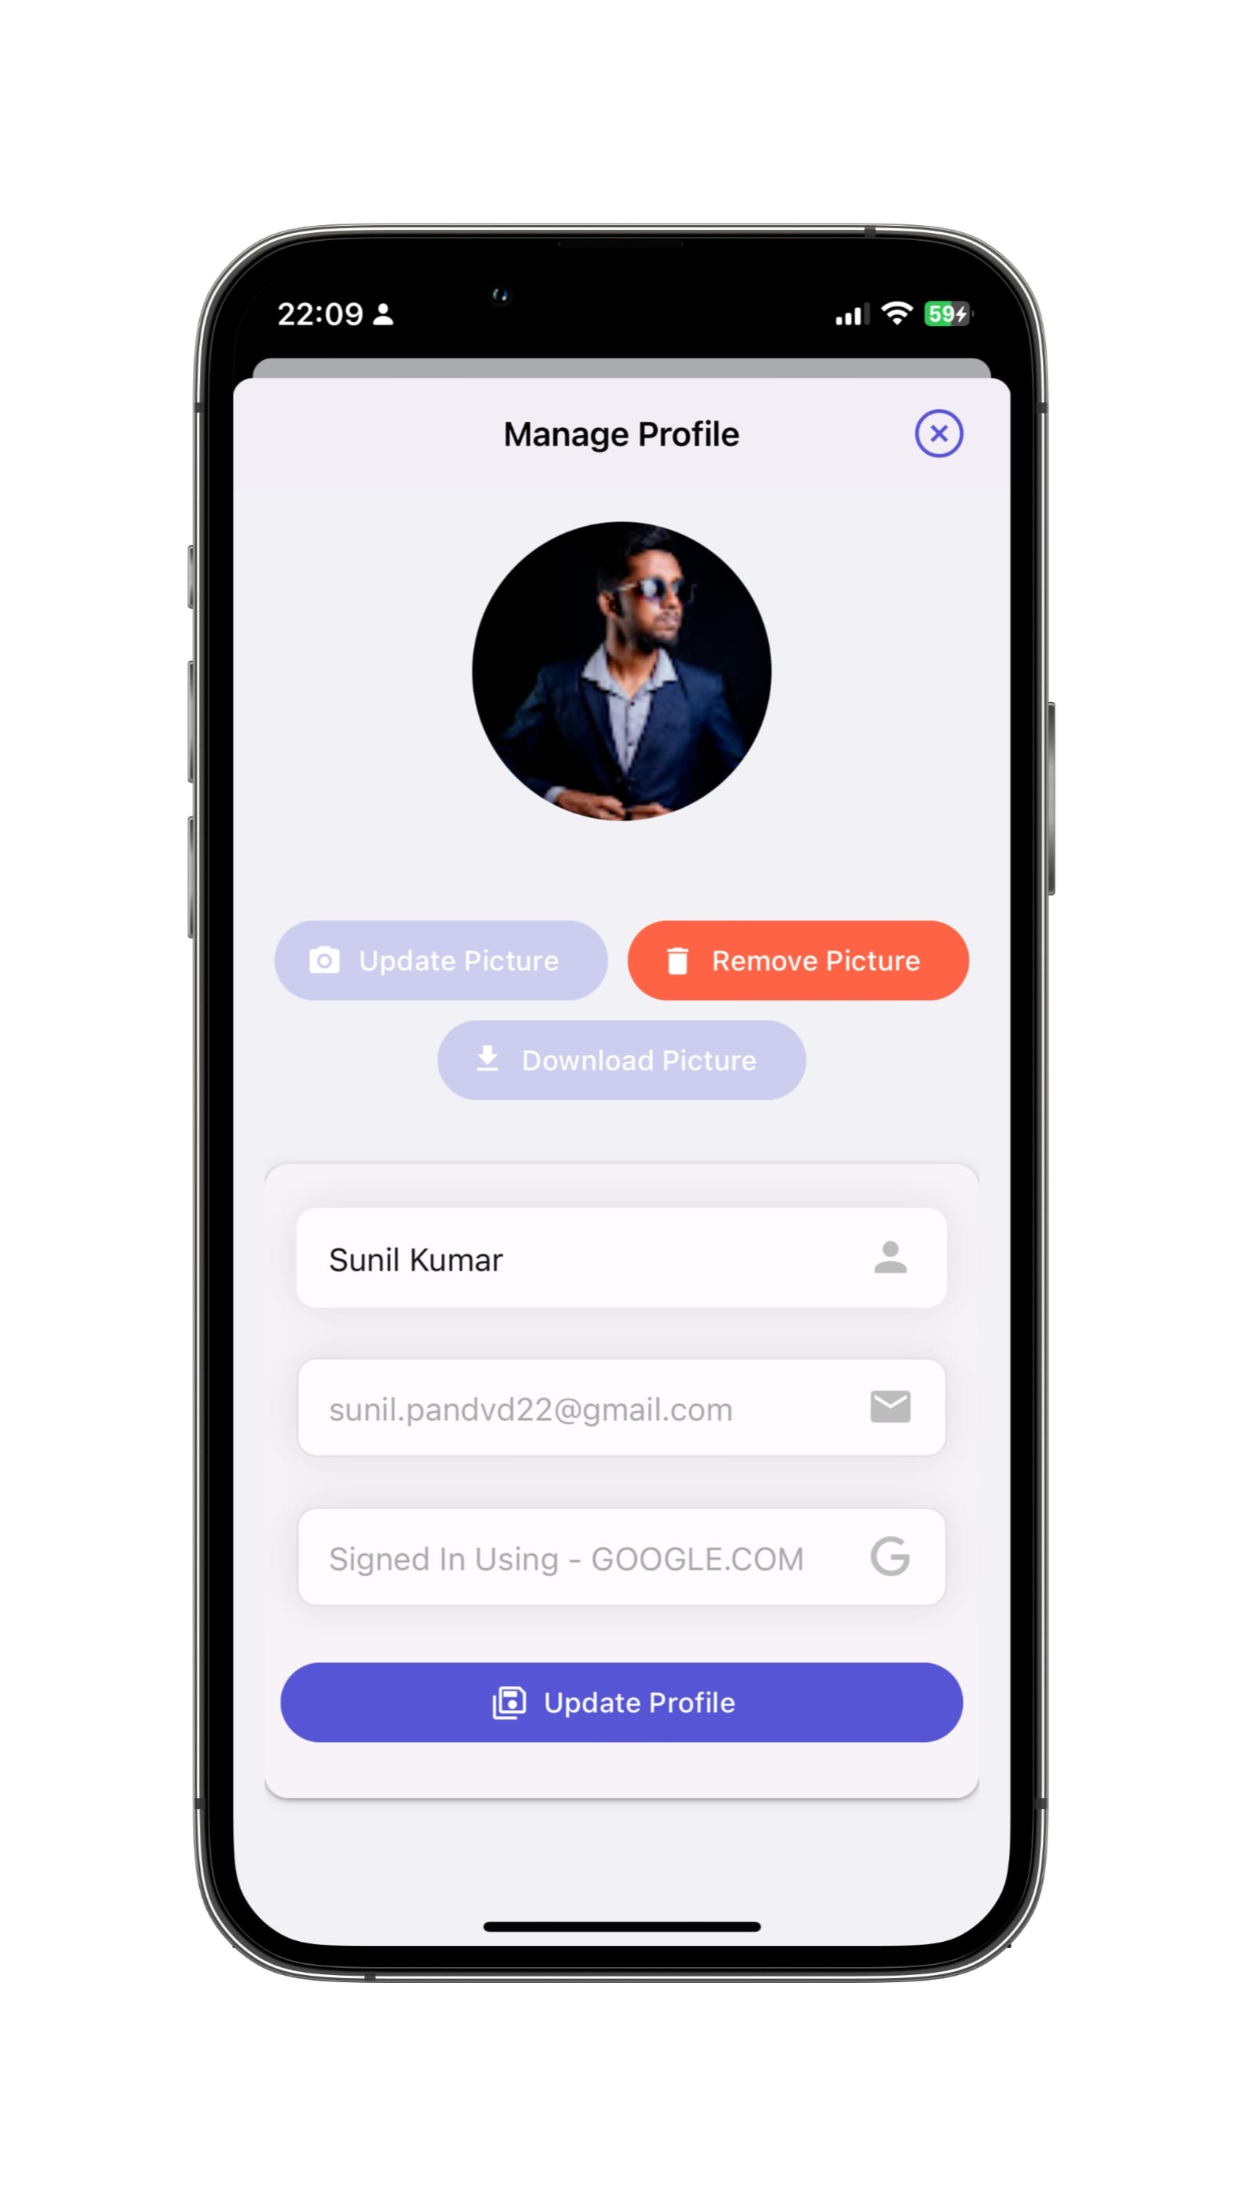 22:09
59
Manage Profile
Update Picture
Remove Picture
Download Picture
Sunil Kumar
sunil.pandvd22@gmail.com
Signed In Using - GOOGLE.COM
Update Profile